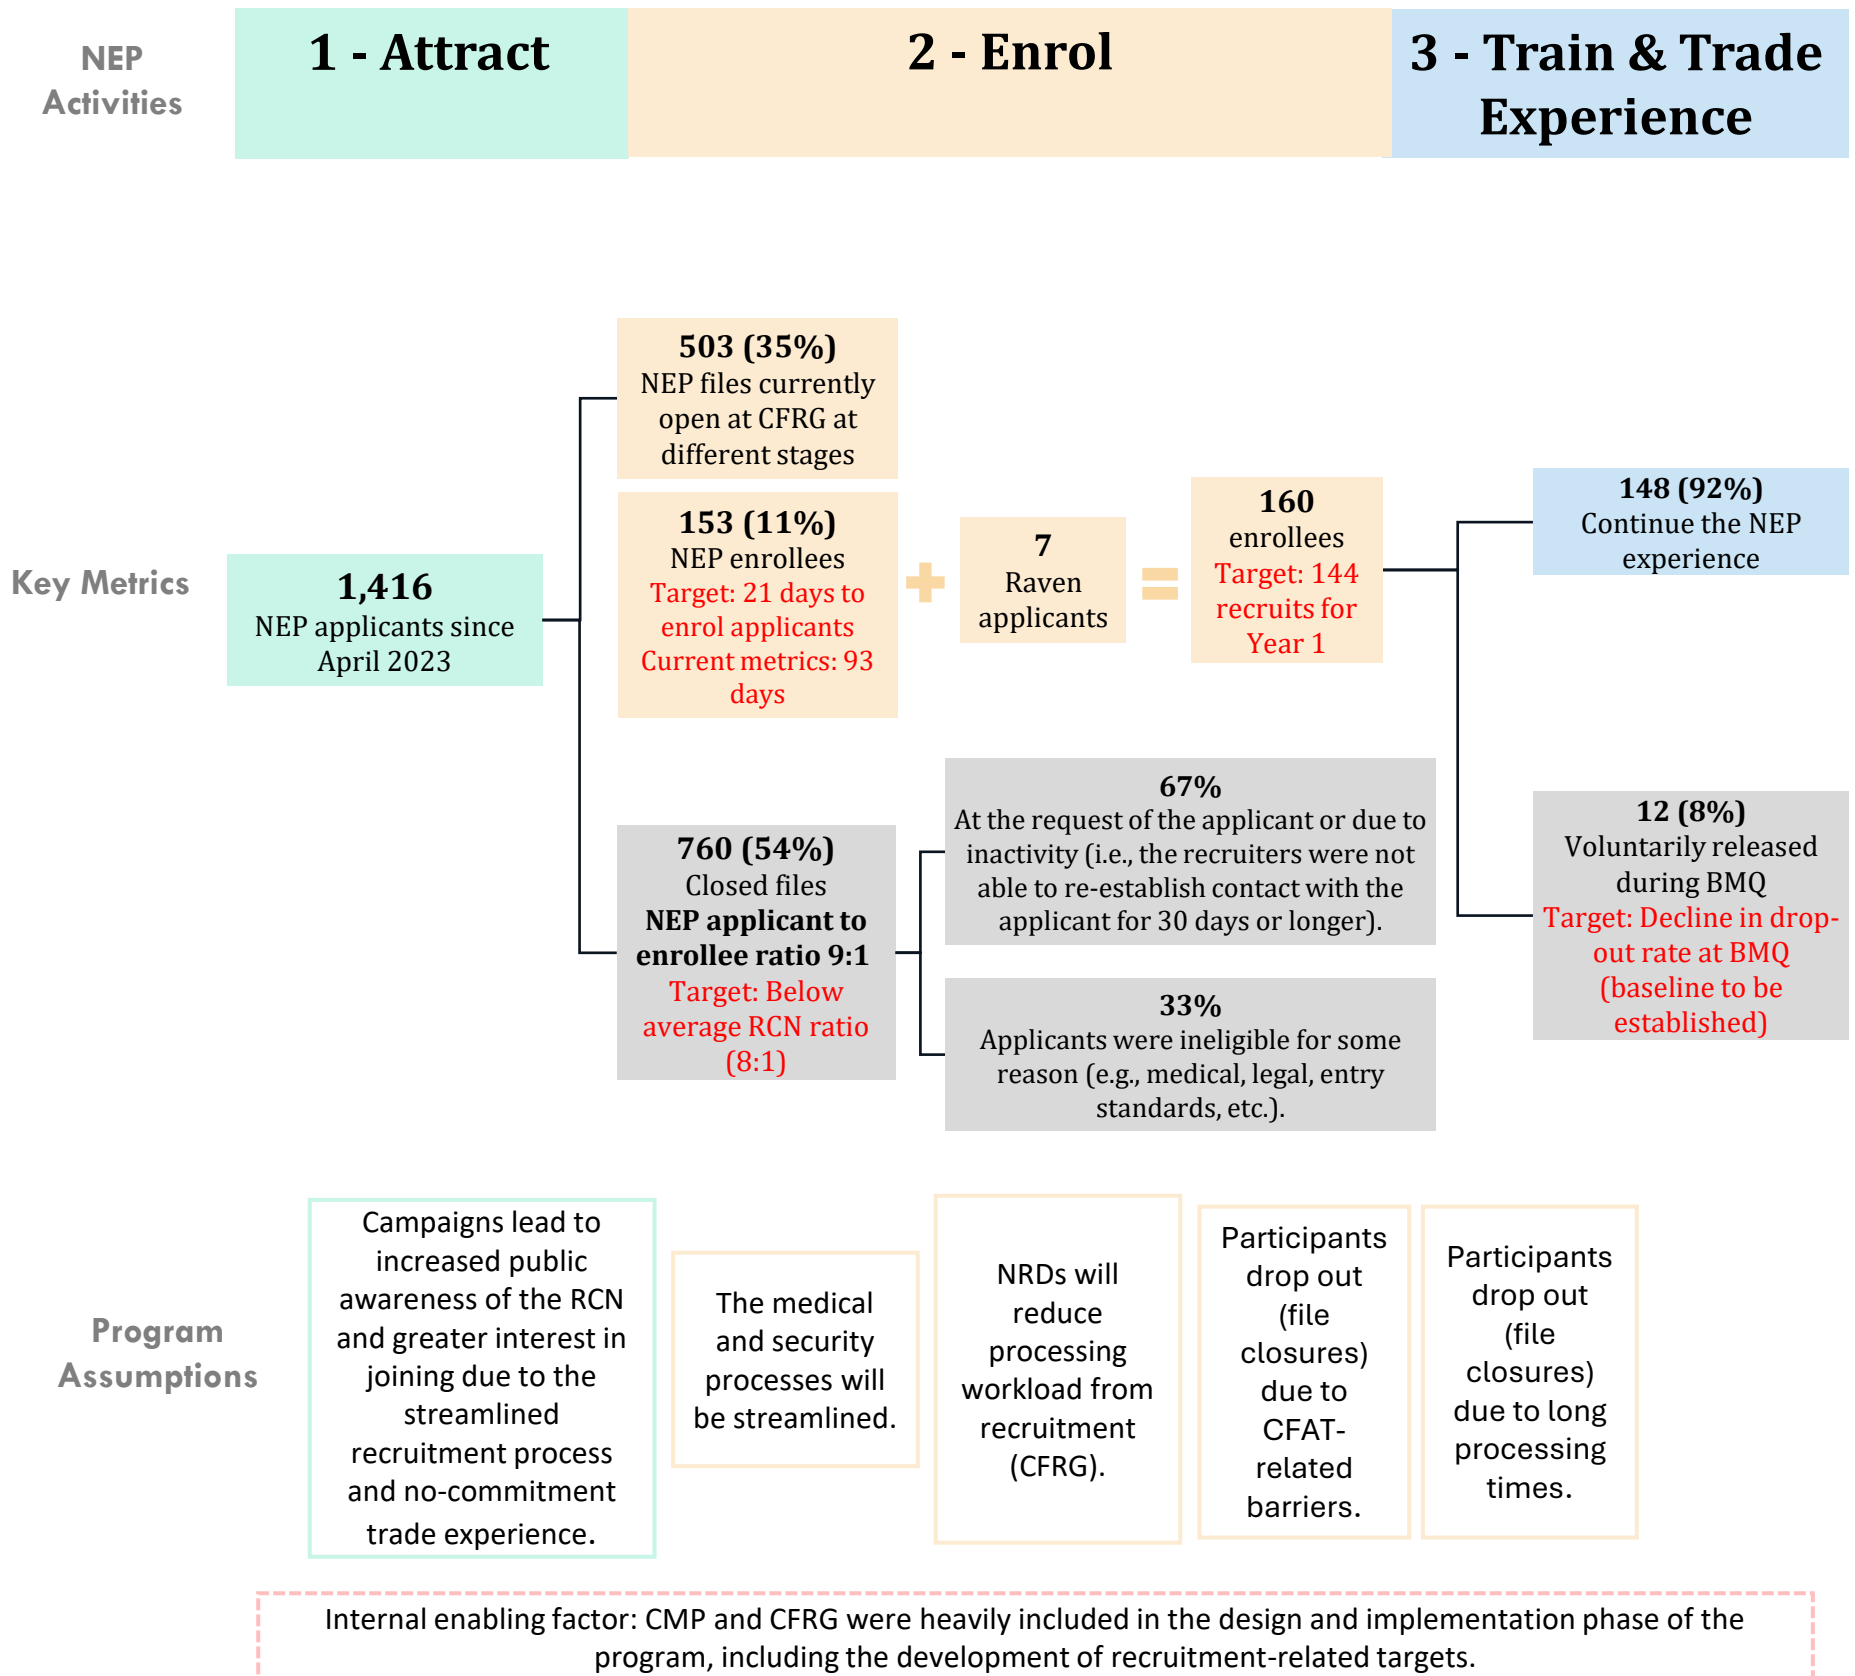 NEP
Activities
1 - Attract
2 - Enrol
3 - Train & Trade
Experience
Key Metrics
1,416
NEP applicants since
April 2023
503 (35%)
NEP files currently
open at CFRG at
different stages
153 (11%)
NEP enrollees
Target: 21 days to
enrol applicants
Current metrics: 93
days
+
7
Raven
applicants
=
160
enrollees
Target: 144
recruits for
Year 1
148 (92%)
Continue the NEP
experience
760 (54%)
Closed files
NEP applicant to
enrollee ratio 9:1
Target: Below
average RCN ratio
(8:1)
67%
At the request of the applicant or due to
inactivity (i.e., the recruiters were not
able to re-establish contact with the
applicant for 30 days or longer).
33%
Applicants were ineligible for some
reason (e.g., medical, legal, entry
standards, etc.).
12 (8%)
Voluntarily released
during BMQ
Target: Decline in drop-
out rate at BMQ
(baseline to be
established)
Program
Assumptions
Campaigns lead to
increased public
awareness of the RCN
and greater interest in
joining due to the
streamlined
recruitment process
and no-commitment
trade experience.
The medical
and security
processes will
be streamlined.
NRDs will
reduce
processing
workload from
recruitment
(CFRG).
Participants
drop out
(file
closures)
due to
CFAT-
related
barriers.
Participants
drop out
(file
closures)
due to long
processing
times.
Internal enabling factor: CMP and CFRG were heavily included in the design and implementation phase of the
program, including the development of recruitment-related targets.